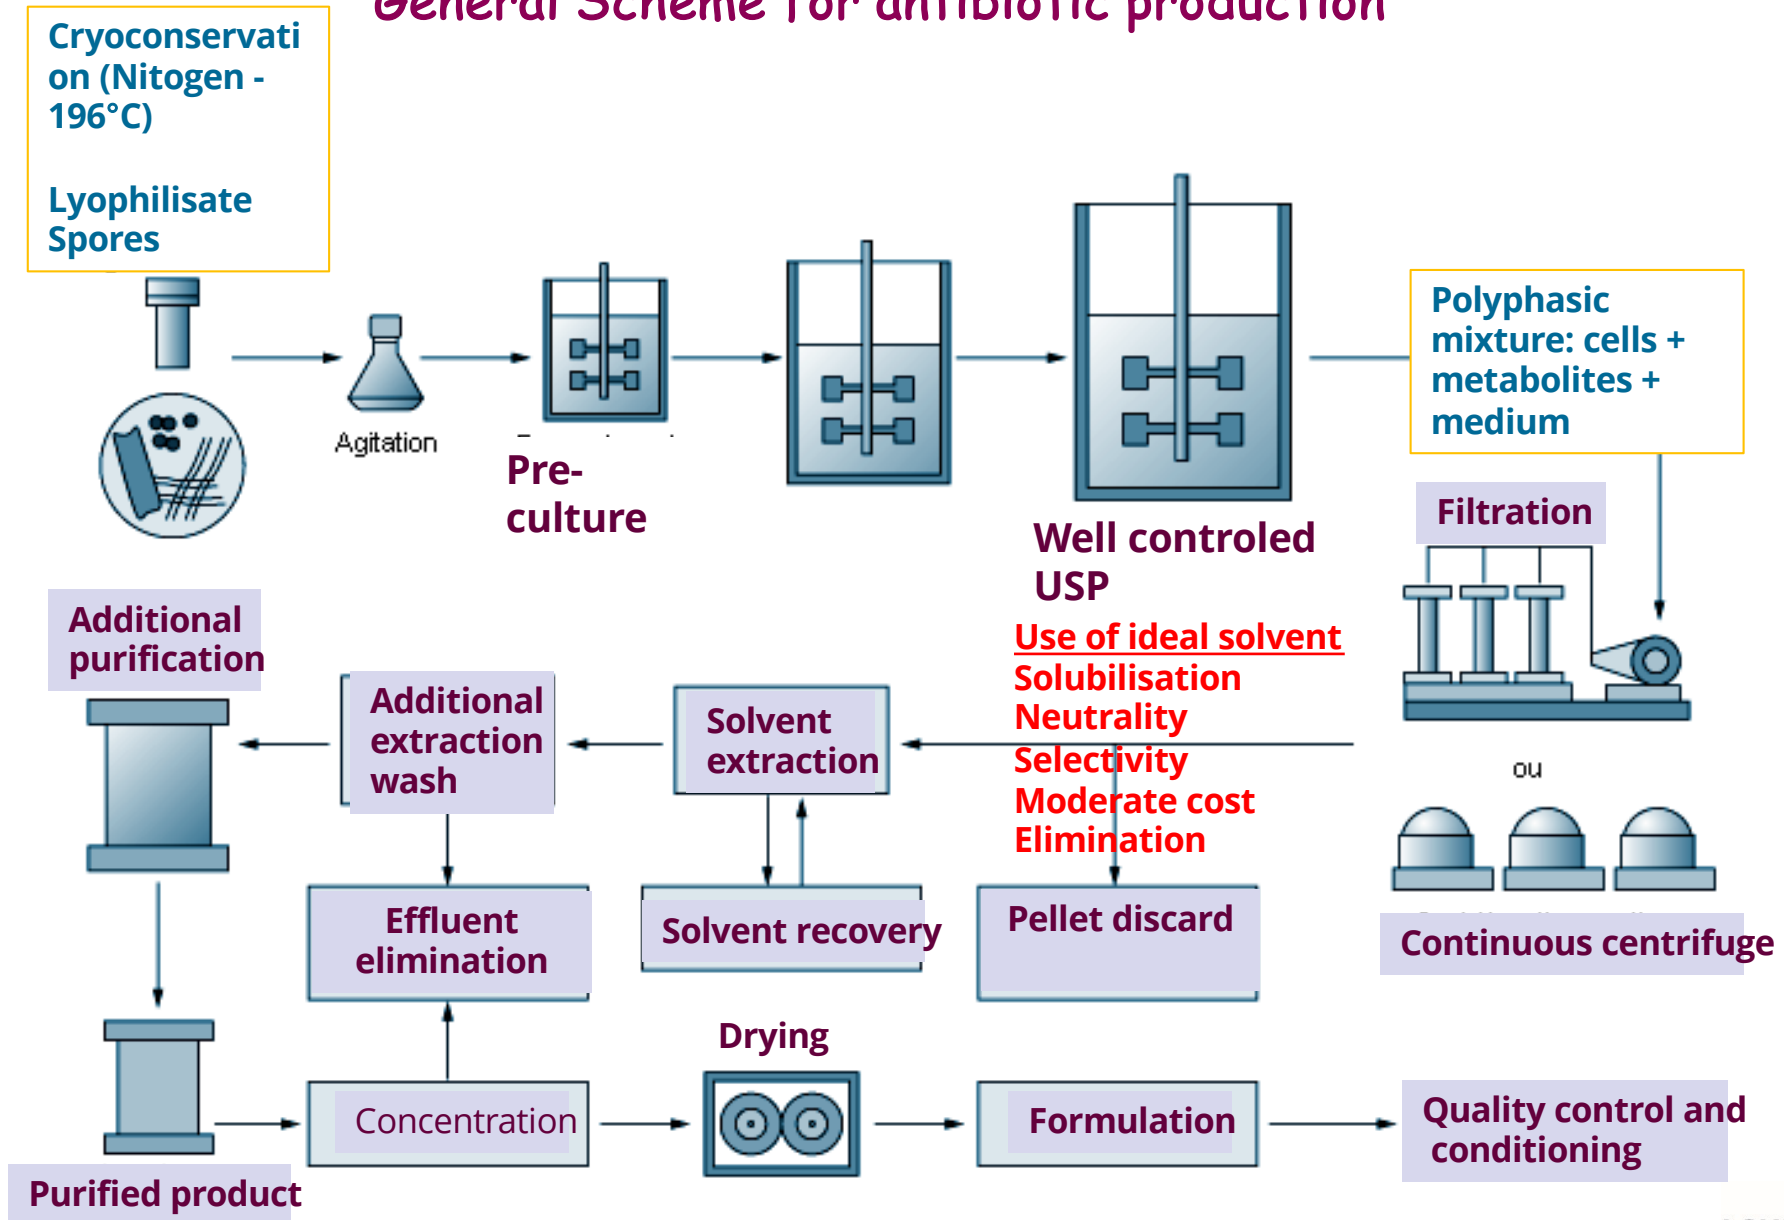 General Scheme for antibiotic production
Cryoconservati
on (Nitogen -
196°C)
Lyophilisate
Spores
Agitation
Pre-
culture
Well controled
USP
Polyphasic
mixture: cells +
metabolites +
medium
Filtration
ou
Continuous centrifuge
Use of ideal solvent
Solubilisation
Neutrality
Selectivity
Moderate cost
Elimination
Pellet discard
Solvent
extraction
Solvent recovery
Additional
extraction
wash
Effluent
elimination
Additional
purification
Purified product
Concentration
Drying
Formulation
Quality control and
conditioning